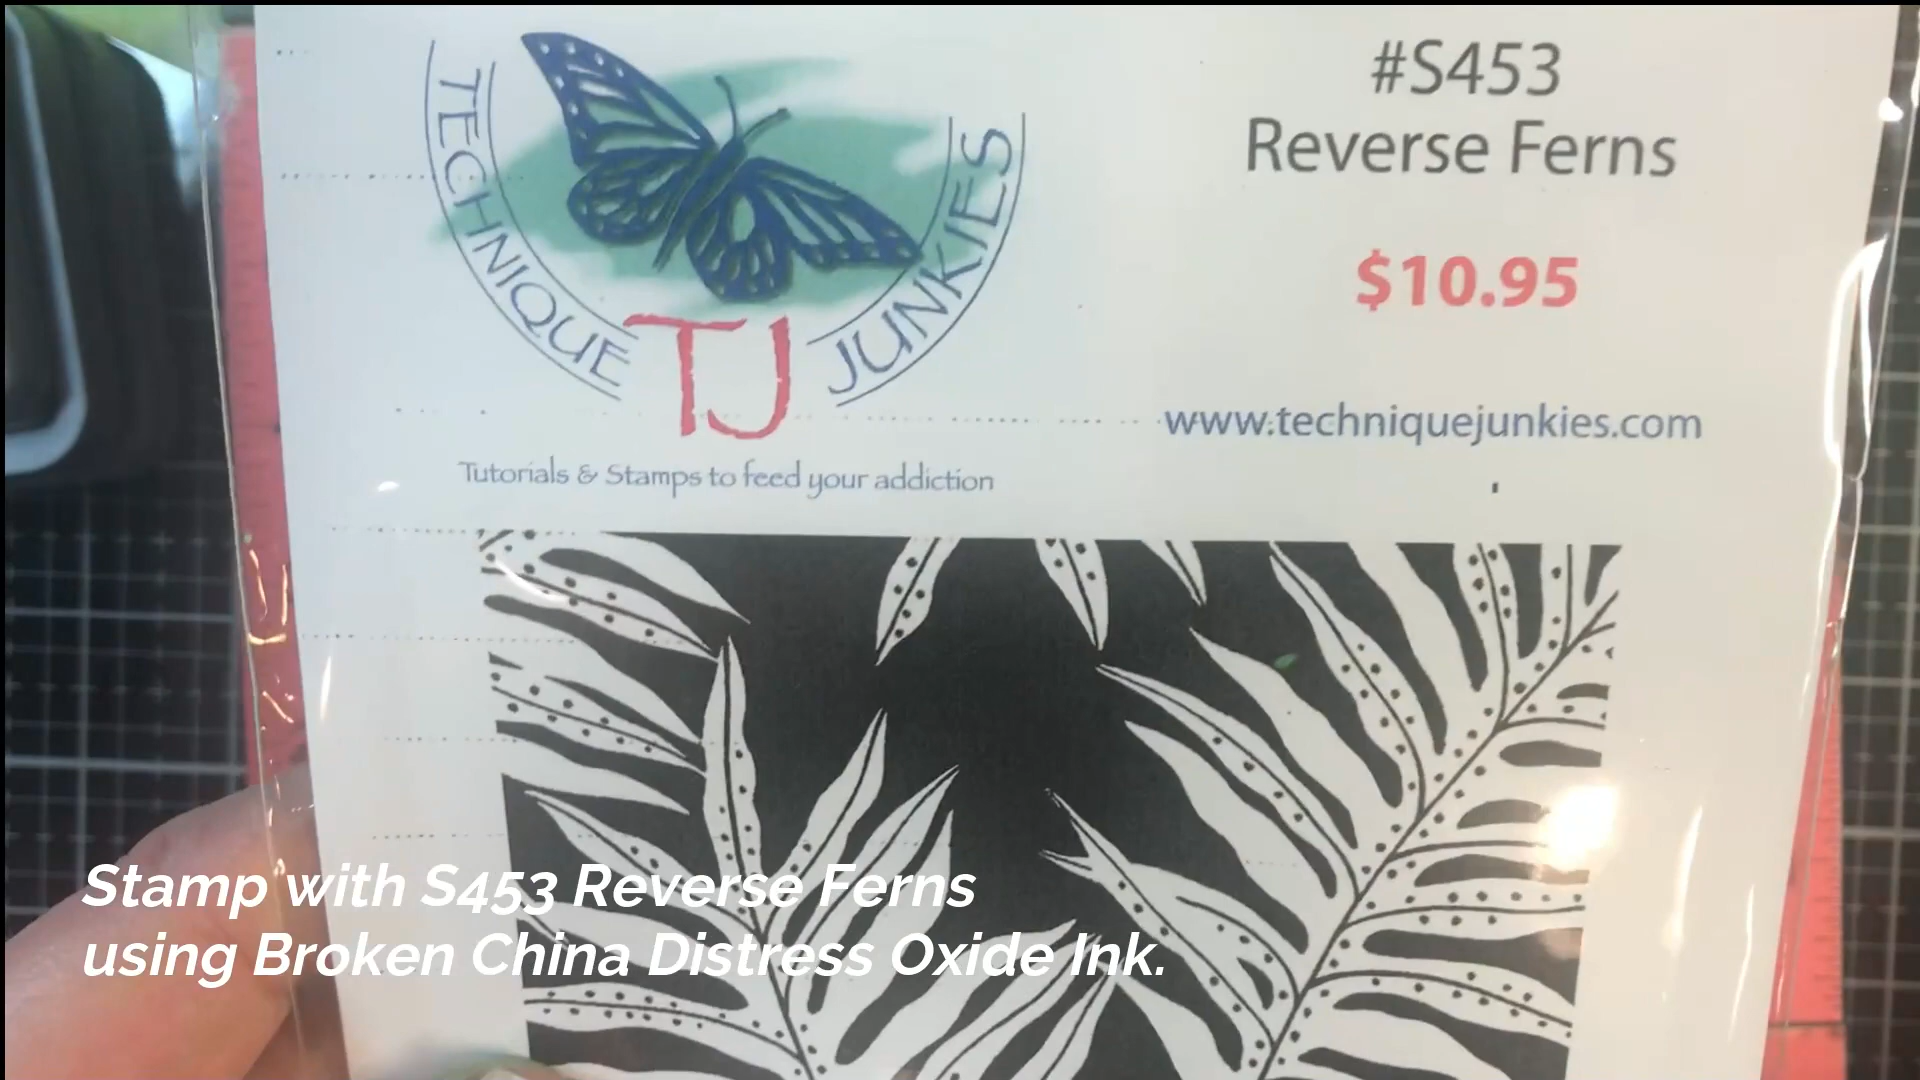 TECHNIQUE
TJ
JUNKIES
Tutorials & Stamps to feed your addiction
#S453
Reverse Ferns
$10.95
www.techniquejunkies.com
Stamp with S453 Reverse Ferns
using Broken China Distress Oxide Ink.